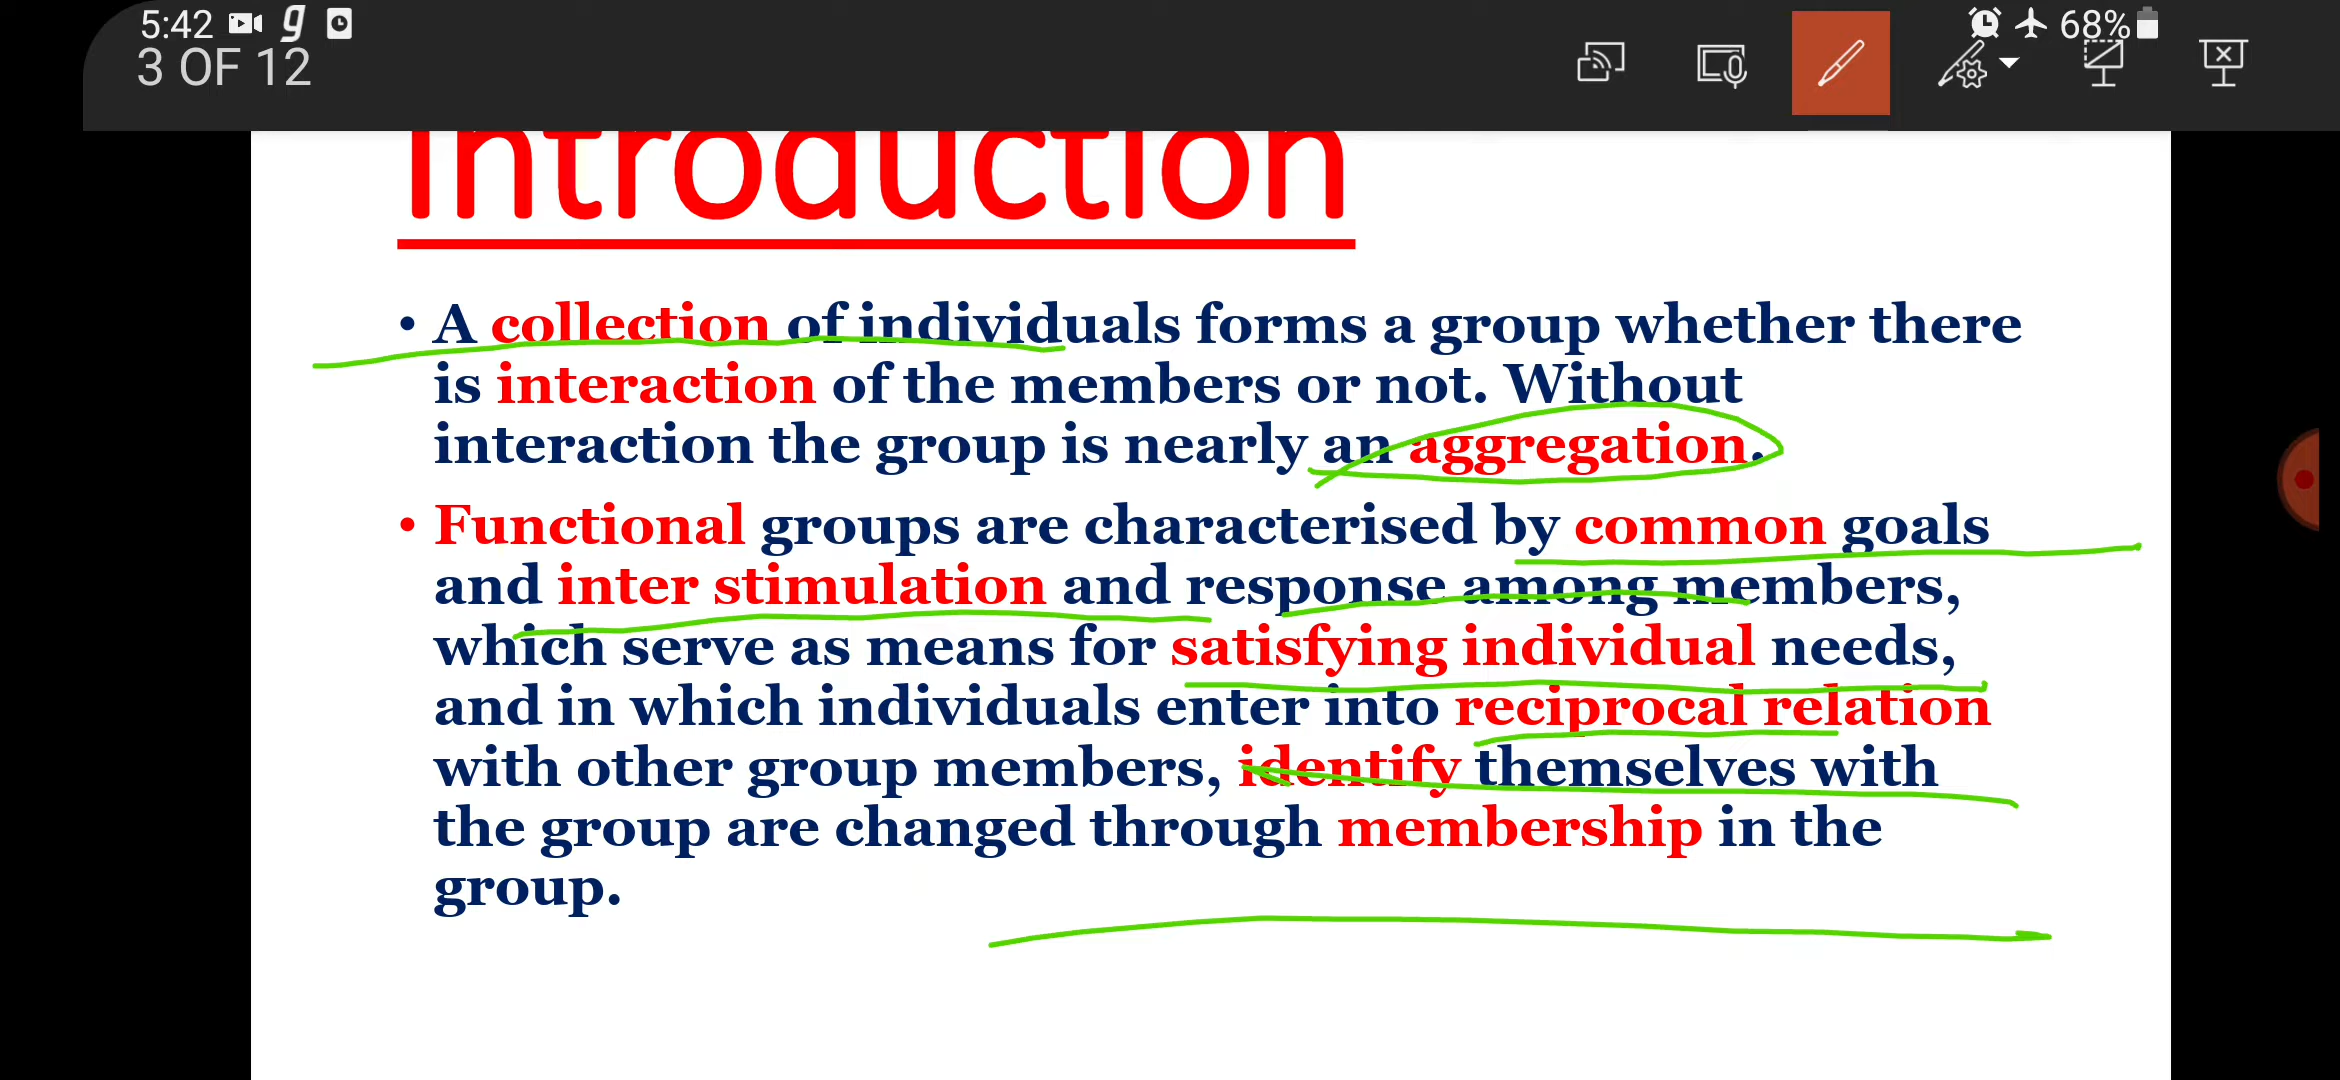 5:42
68%
3 OF 12
Introduction
• A collection of individuals forms a group whether there
is interaction of the members or not. Without
interaction the group is nearly an aggregation.
• Functional groups are characterised by common goals
and inter stimulation and response among members,
which serve as means for satisfying individual needs,
and in which individuals enter into reciprocal relation
with other group members, identify themselves with
the group are changed through membership in the
group.